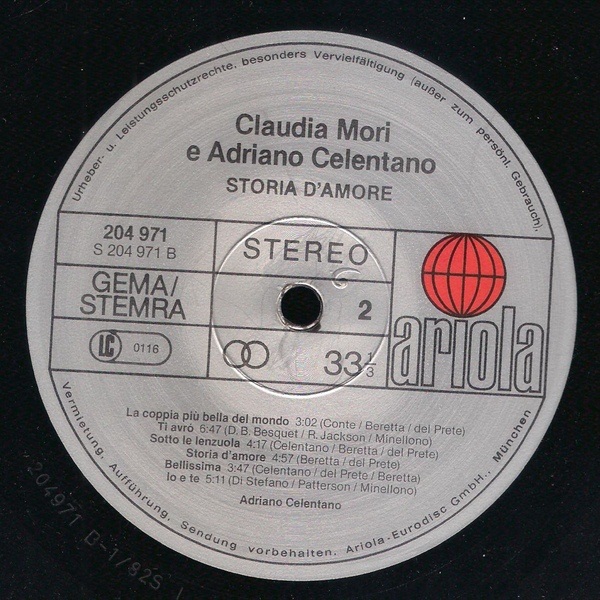 Urheber- u. Leistungsschutzrechte, besonders Vervielfältigung (außer zum persönl. Gebrauch),
Claudia Mori
e Adriano Celentano
STORIA D'AMORE
204 971
S 204 971 B
STEREO
GEMA/
STEMRA
2
ariola
LC 0116
33 1/3
La coppia più bella del mondo 3:02 (Conte / Beretta / del Prete)
Ti avrò 6:47 (D. B. Besquet / R. Jackson / Minellono)
Sotto le lenzuola 4:17 (Celentano / Beretta / del Prete)
Storia d'amore 4:57 (Beretta / del Prete)
Bellissima 3:47 (Celentano / del Prete / Beretta)
Io e te 5:11 (Di Stefano / Patterson / Minellono)
Adriano Celentano
Vermietung, Aufführung, Sendung vorbehalten. Ariola-Eurodisc GmbH., München